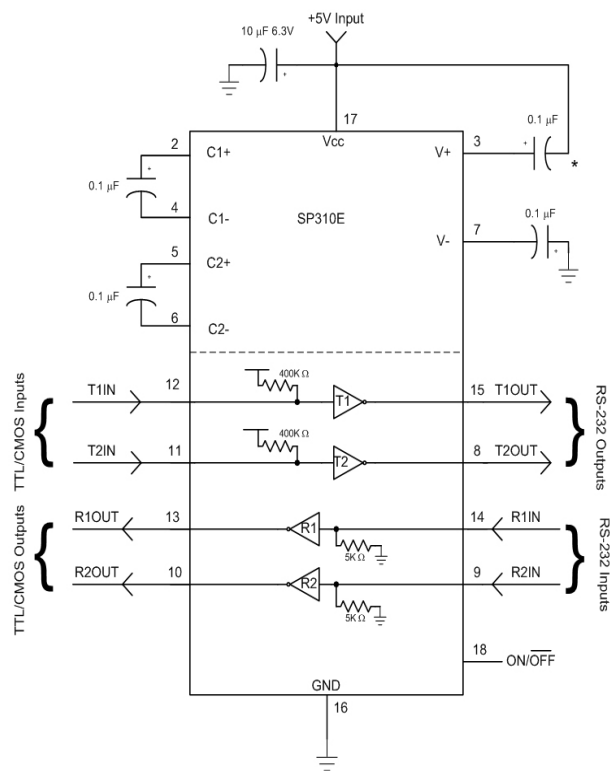 +5V Input
10 µF 6.3V
+
17
Vcc
2
C1+
+
0.1 µF
4
C1-
5
C2+
+
0.1 µF
6
C2-
SP310E
3
V+
+
0.1 µF
*
7
V-
+
0.1 µF
TTL/CMOS Inputs
T1IN
12
400K Ω
T1
15
T1OUT
T2IN
11
400K Ω
T2
8
T2OUT
RS-232 Outputs
TTL/CMOS Outputs
R1OUT
13
R1
5K Ω
14
R1IN
R2OUT
10
R2
5K Ω
9
R2IN
RS-232 Inputs
18
ON/OFF
GND
16